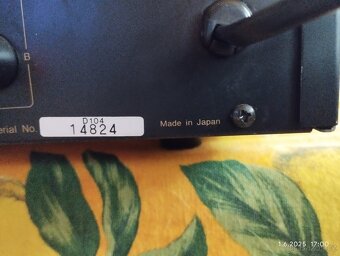 B
erial No.
D104
14824
Made in Japan
1.6.2025 17:00